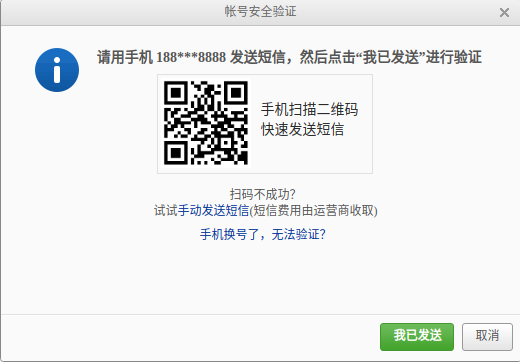 帐号安全验证
请用手机 188***8888 发送短信，然后点击“我已发送”进行验证
手机扫描二维码
快速发送短信
扫码不成功？
试试手动发送短信(短信费用由运营商收取)
手机换号了，无法验证？
我已发送
取消